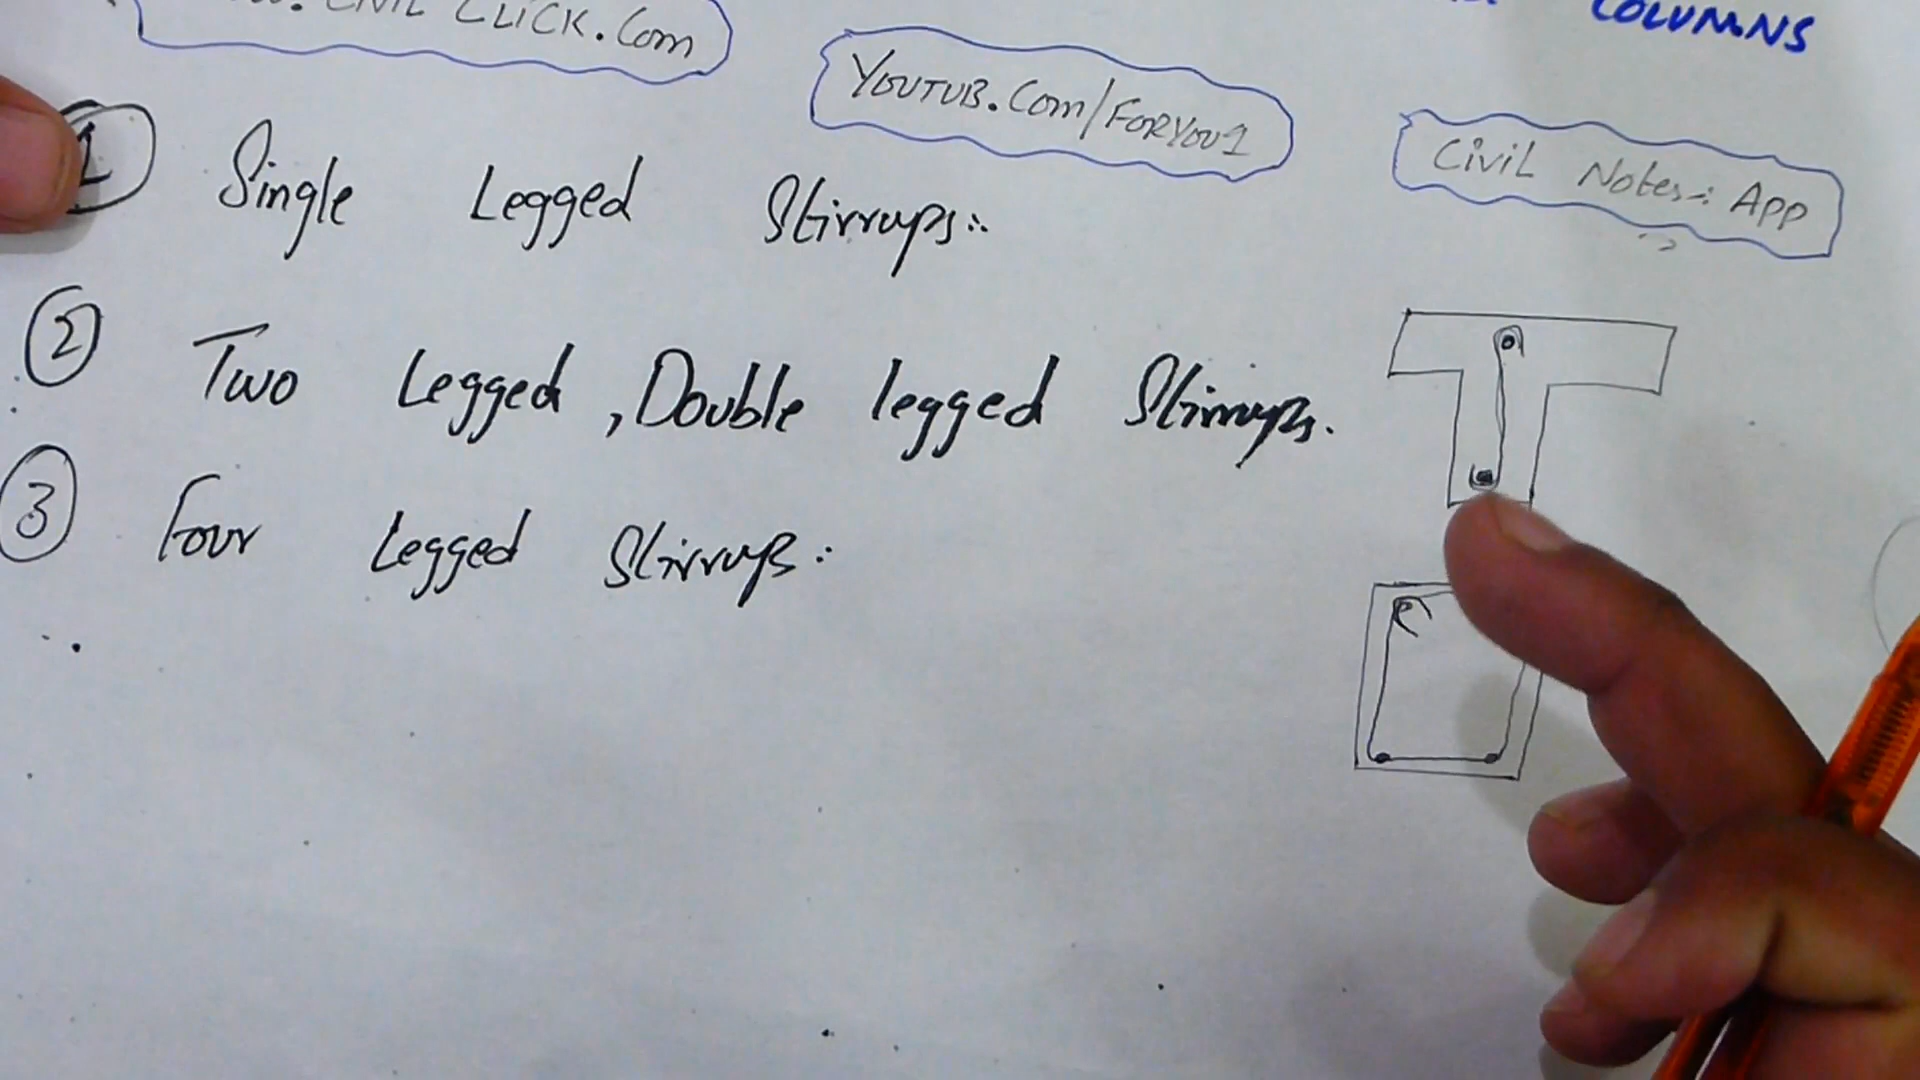 CIVIL CLICK.Com
COLUMNS
YOUTUB.Com/FORYOU1
CiviL Notes-: App
1 Single Legged Stirrups:-
2 Two Legged, Double legged Stirrups.
3 Four Legged Stirrups: